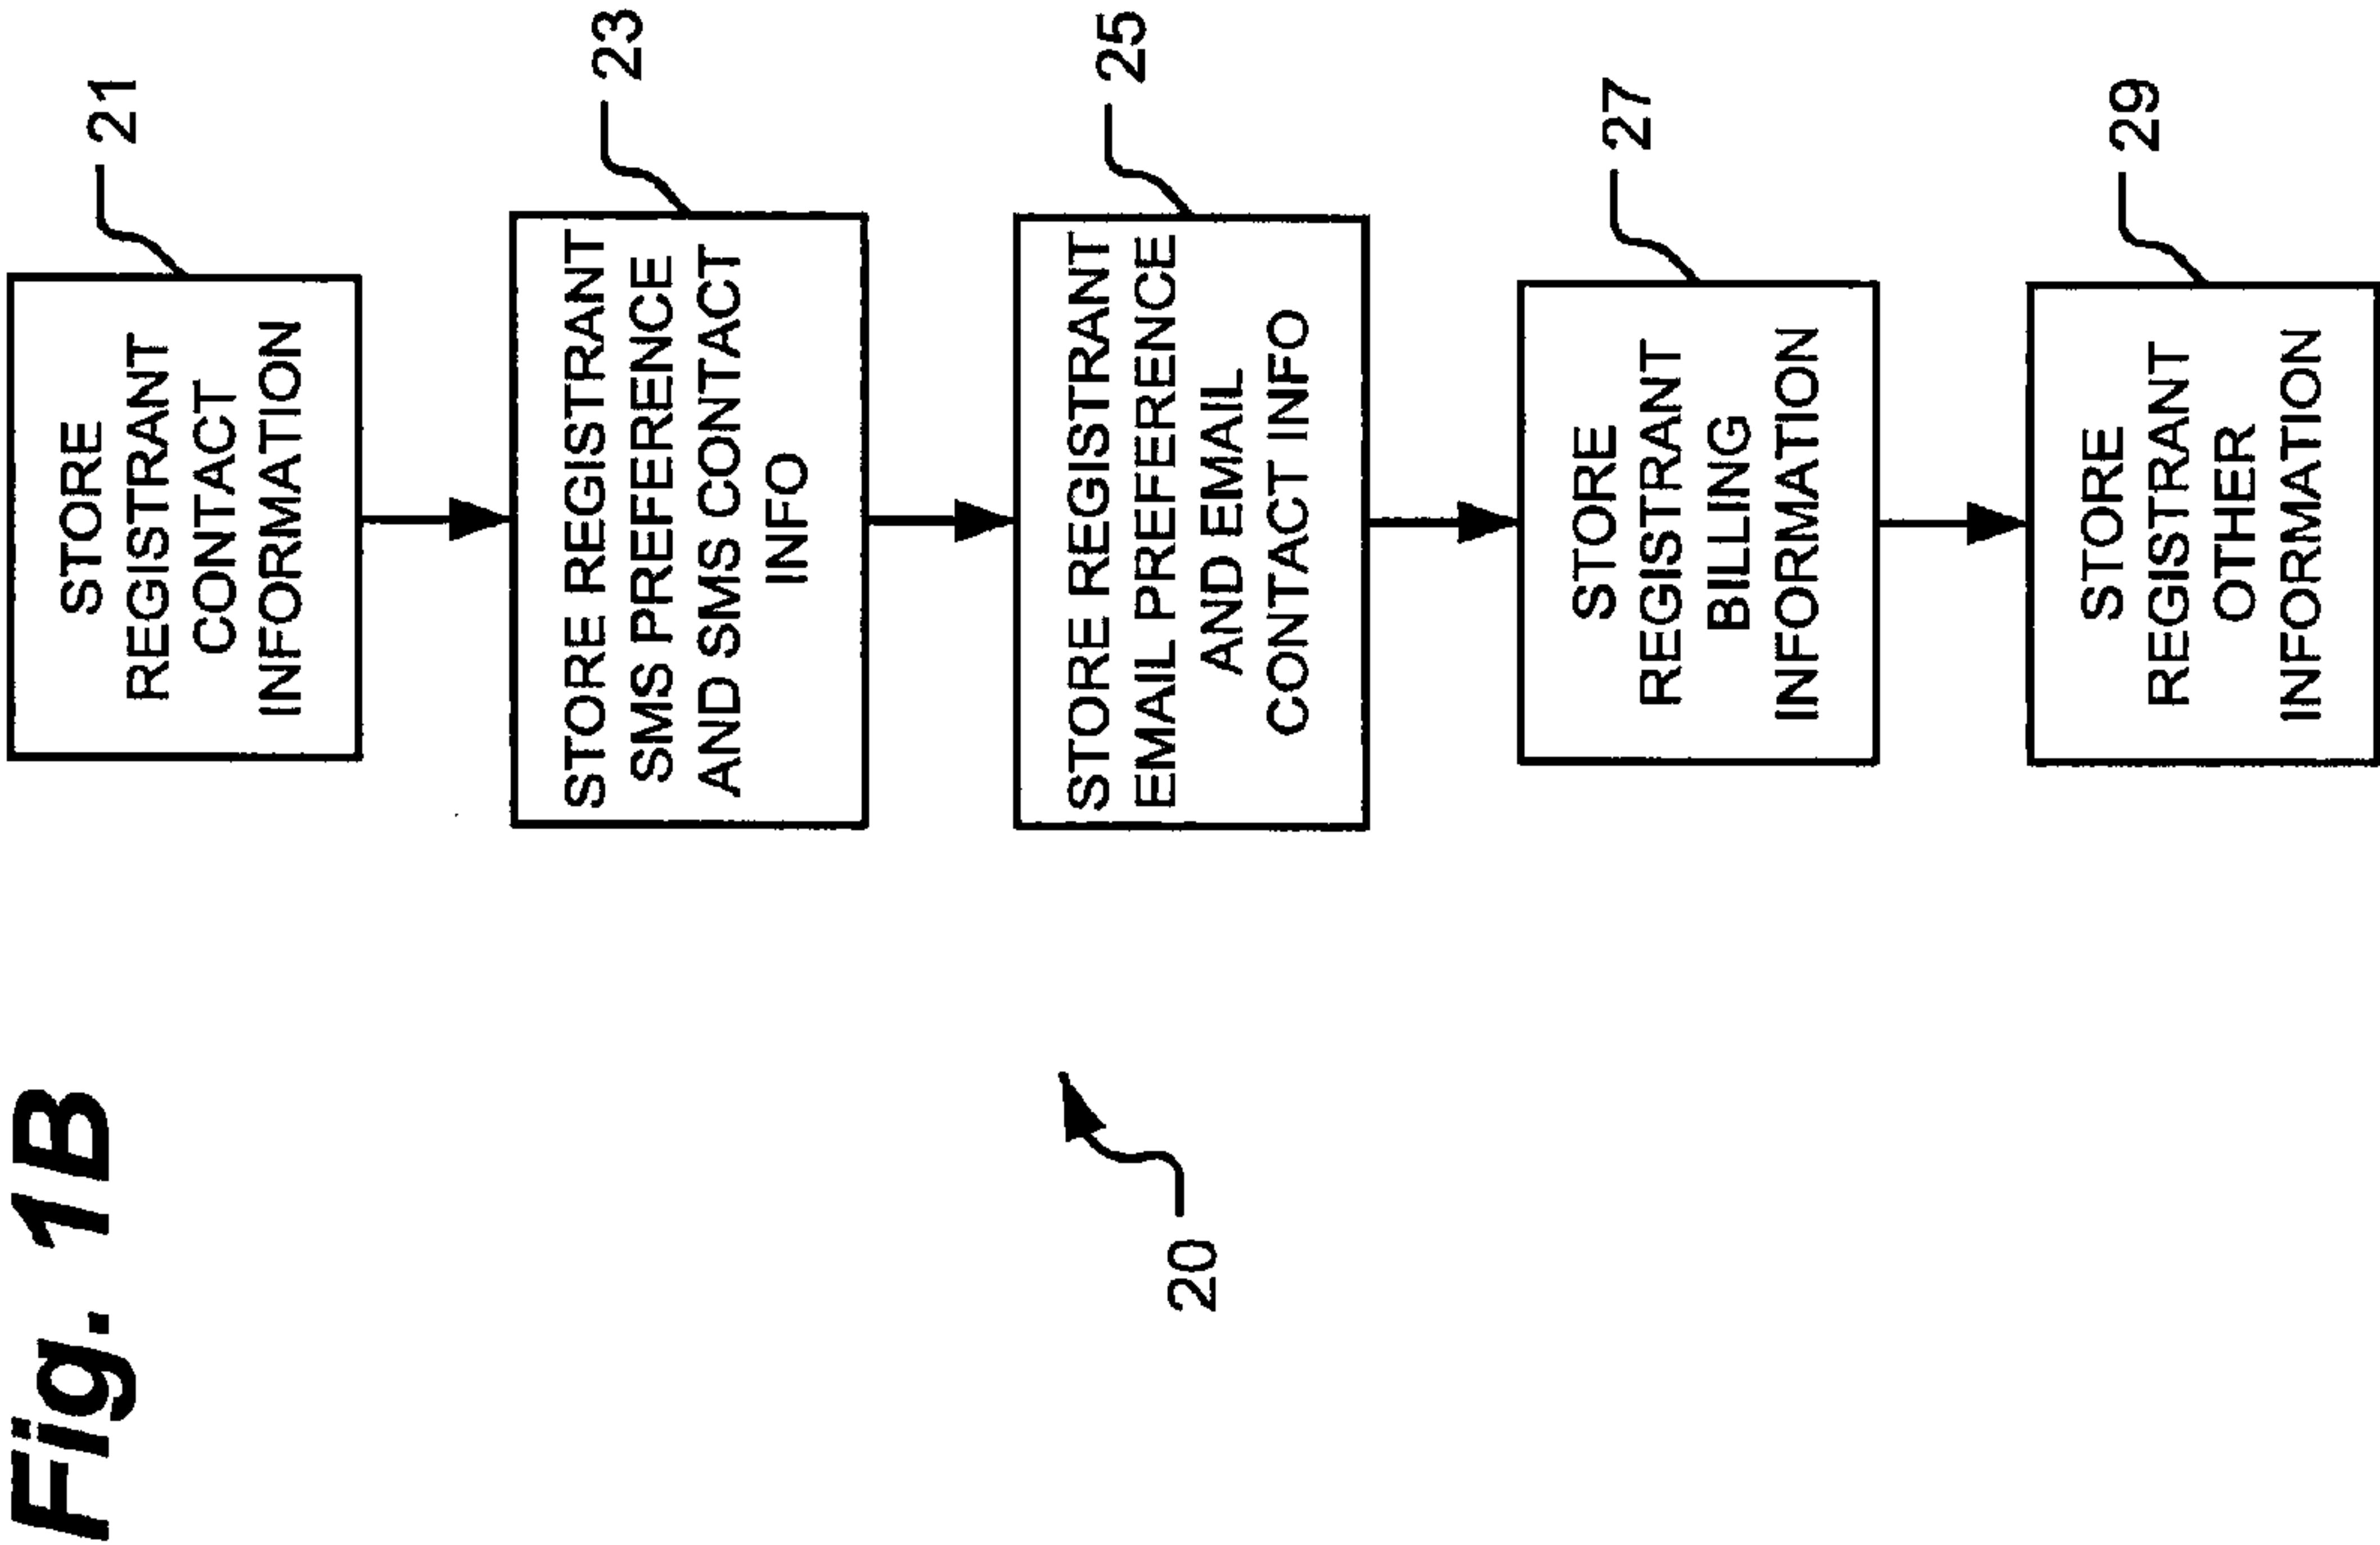 Fig. 1B
STORE
REGISTRANT
CONTACT
INFORMATION
21
STORE REGISTRANT
SMS PREFERENCE
AND SMS CONTACT
INFO
23
STORE REGISTRANT
EMAIL PREFERENCE
AND EMAIL
CONTACT INFO
25
20
STORE
REGISTRANT
BILLING
INFORMATION
27
STORE
REGISTRANT
OTHER
INFORMATION
29